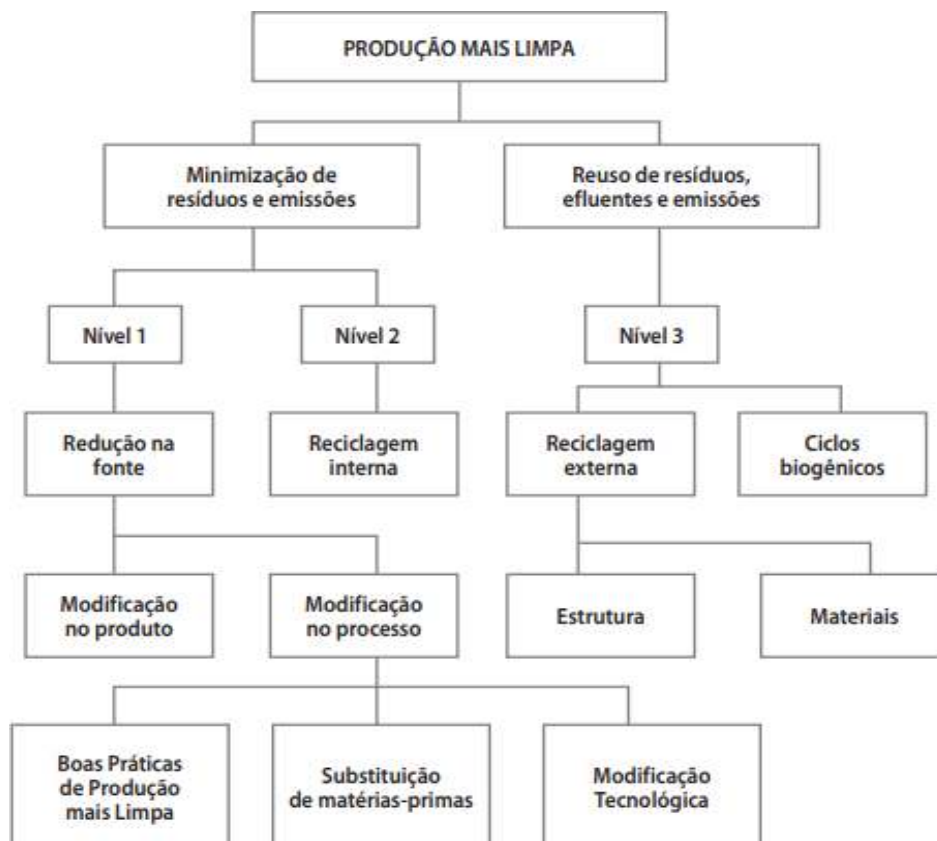 PRODUÇÃO MAIS LIMPA
Minimização de
resíduos e emissões
Reuso de resíduos,
efluentes e emissões
Nível 1
Nível 2
Nível 3
Redução na
fonte
Reciclagem
interna
Reciclagem
externa
Ciclos
biogênicos
Modificação
no produto
Modificação
no processo
Estrutura
Materiais
Boas Práticas
de Produção
mais Limpa
Substituição
de matérias-primas
Modificação
Tecnológica